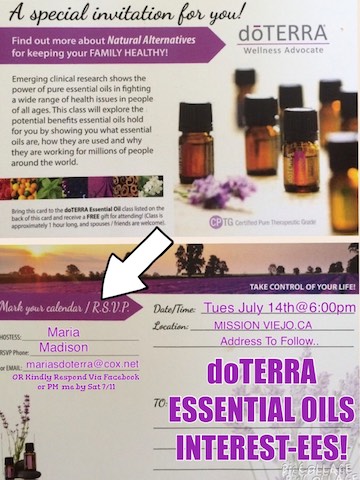 A special invitation for you!
Find out more about Natural Alternatives
for keeping your FAMILY HEALTHY!
dōTERRA®
Wellness Advocate
Emerging clinical research shows the
power of pure essential oils in fighting
a wide range of health issues in people
of all ages. This class will explore the
potential benefits essential oils hold
for you by showing you what essential
oils are, how they are used and why
they are working for millions of people
around the world.
Bring this card to the doTERRA Essential Oil class listed on the
back of this card and receive a FREE gift for attending! (Class is
approximately 1 hour long, and spouses / friends are welcome).
CPTG Certified Pure Therapeutic Grade
TAKE CONTROL OF YOUR LIFE!
Mark your calendar / R.S.V.P.
HOSTESS: Maria
Madison
RSVP Phone:
or EMAIL: mariasdoterra@cox.net
OR Kindly Respond Via Facebook
or PM me by Sat 7/11
Date/Time: Tues July 14th@6:00pm
Location: MISSION VIEJO.CA
Address To Follow..
TO:
doTERRA
ESSENTIAL OILS
INTEREST-EES!